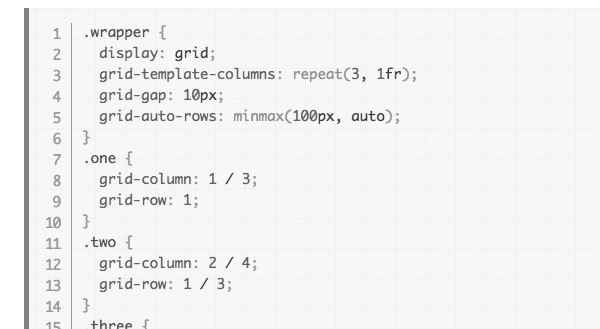 1 .wrapper {
2   display: grid;
3   grid-template-columns: repeat(3, 1fr);
4   grid-gap: 10px;
5   grid-auto-rows: minmax(100px, auto);
6 }
7 .one {
8   grid-column: 1 / 3;
9   grid-row: 1;
10 }
11 .two {
12   grid-column: 2 / 4;
13   grid-row: 1 / 3;
14 }
15 .three {